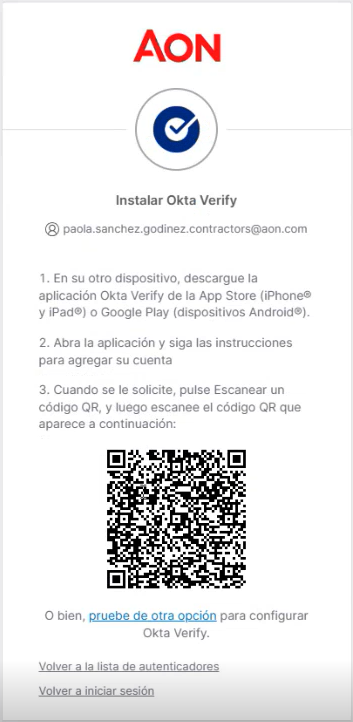 AON
Instalar Okta Verify
paola.sanchez.godinez.contractors@aon.com
1. En su otro dispositivo, descargue la
aplicación Okta Verify de la App Store (iPhone®
y iPad®) o Google Play (dispositivos Android®).
2. Abra la aplicación y siga las instrucciones
para agregar su cuenta
3. Cuando se le solicite, pulse Escanear un
código QR, y luego escanee el código QR que
aparece a continuación:
O bien, pruebe de otra opción para configurar
Okta Verify.
Volver a la lista de autenticadores
Volver a iniciar sesión